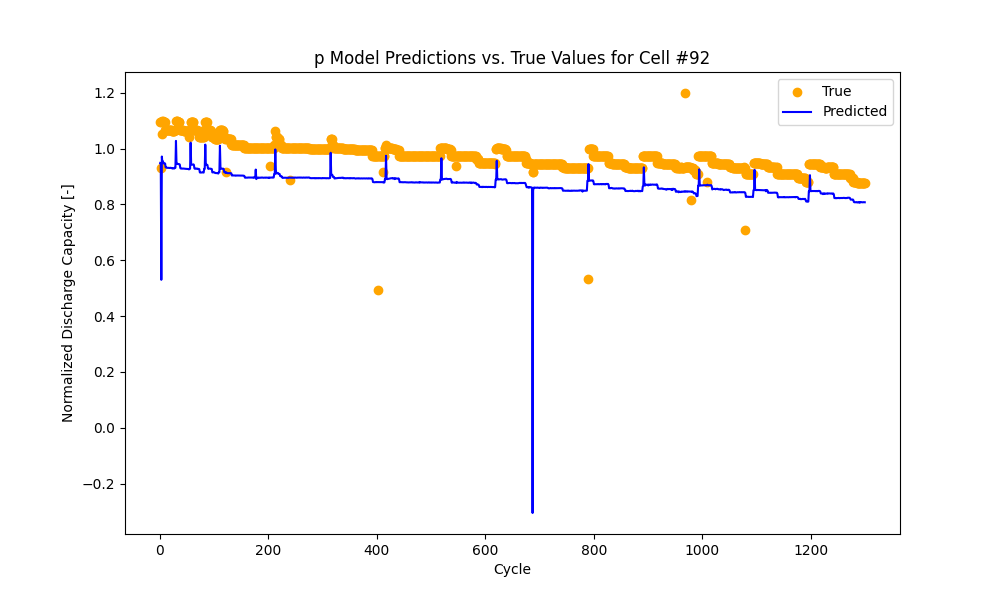 p Model Predictions vs. True Values for Cell #92
True
Predicted
Normalized Discharge Capacity [-]
1.2
1.0
0.8
0.6
0.4
0.2
0.0
−0.2
0 200 400 600 800 1000 1200
Cycle